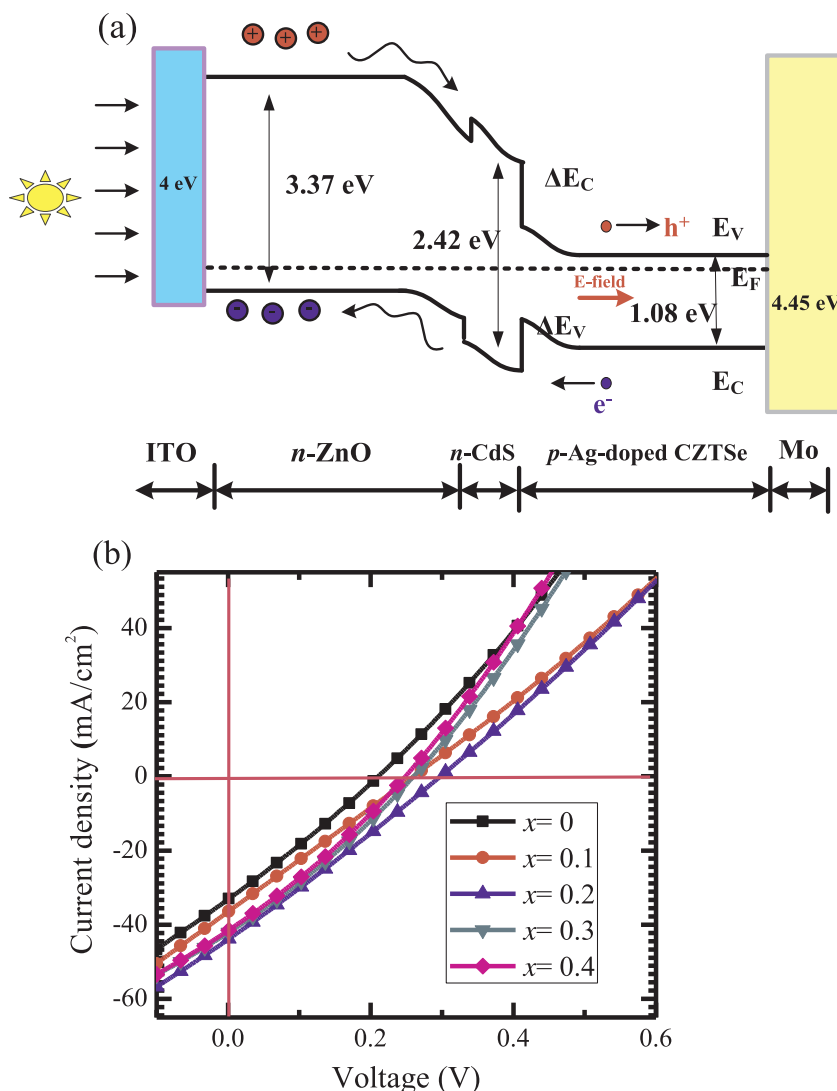 (a)
+ + +
4 eV
3.37 eV
ΔE_C
2.42 eV
h⁺
E_V
E_F
E-field
1.08 eV
4.45 eV
- - -
ΔE_V
E_C
e⁻
ITO n-ZnO n-CdS p-Ag-doped CZTSe Mo
(b)
Current density (mA/cm²)
40
20
0
-20
-40
-60
x= 0
x= 0.1
x= 0.2
x= 0.3
x= 0.4
0.0 0.2 0.4 0.6
Voltage (V)